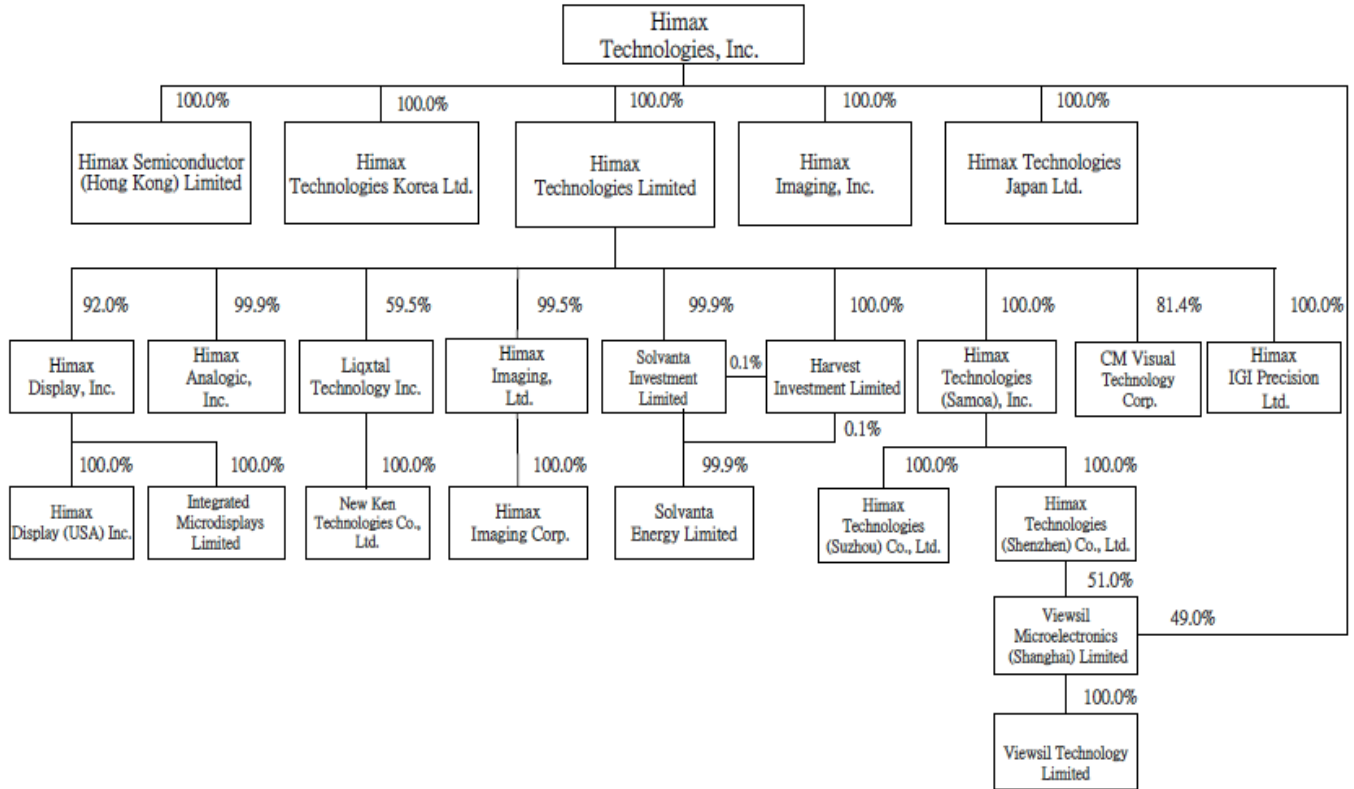 Himax
Technologies, Inc.
100.0%
100.0%
100.0%
100.0%
100.0%
Himax Semiconductor
(Hong Kong) Limited
Himax
Technologies Korea Ltd.
Himax
Technologies Limited
Himax
Imaging, Inc.
Himax Technologies
Japan Ltd.
92.0%
99.9%
59.5%
99.5%
99.9%
100.0%
100.0%
81.4%
100.0%
Himax
Display, Inc.
Himax
Analogic,
Inc.
Liqxtal
Technology Inc.
Himax
Imaging,
Ltd.
Solvanta
Investment
Limited
0.1%
Harvest
Investment Limited
Himax
Technologies
(Samoa), Inc.
CM Visual
Technology
Corp.
Himax
IGI Precision
Ltd.
0.1%
100.0%
100.0%
100.0%
100.0%
99.9%
100.0%
100.0%
Himax
Display (USA) Inc.
Integrated
Microdisplays
Limited
New Ken
Technologies Co.,
Ltd.
Himax
Imaging Corp.
Solvanta
Energy Limited
Himax
Technologies
(Suzhou) Co., Ltd.
Himax
Technologies
(Shenzhen) Co., Ltd.
51.0%
Viewsil
Microelectronics
(Shanghai) Limited
49.0%
100.0%
Viewsil Technology
Limited